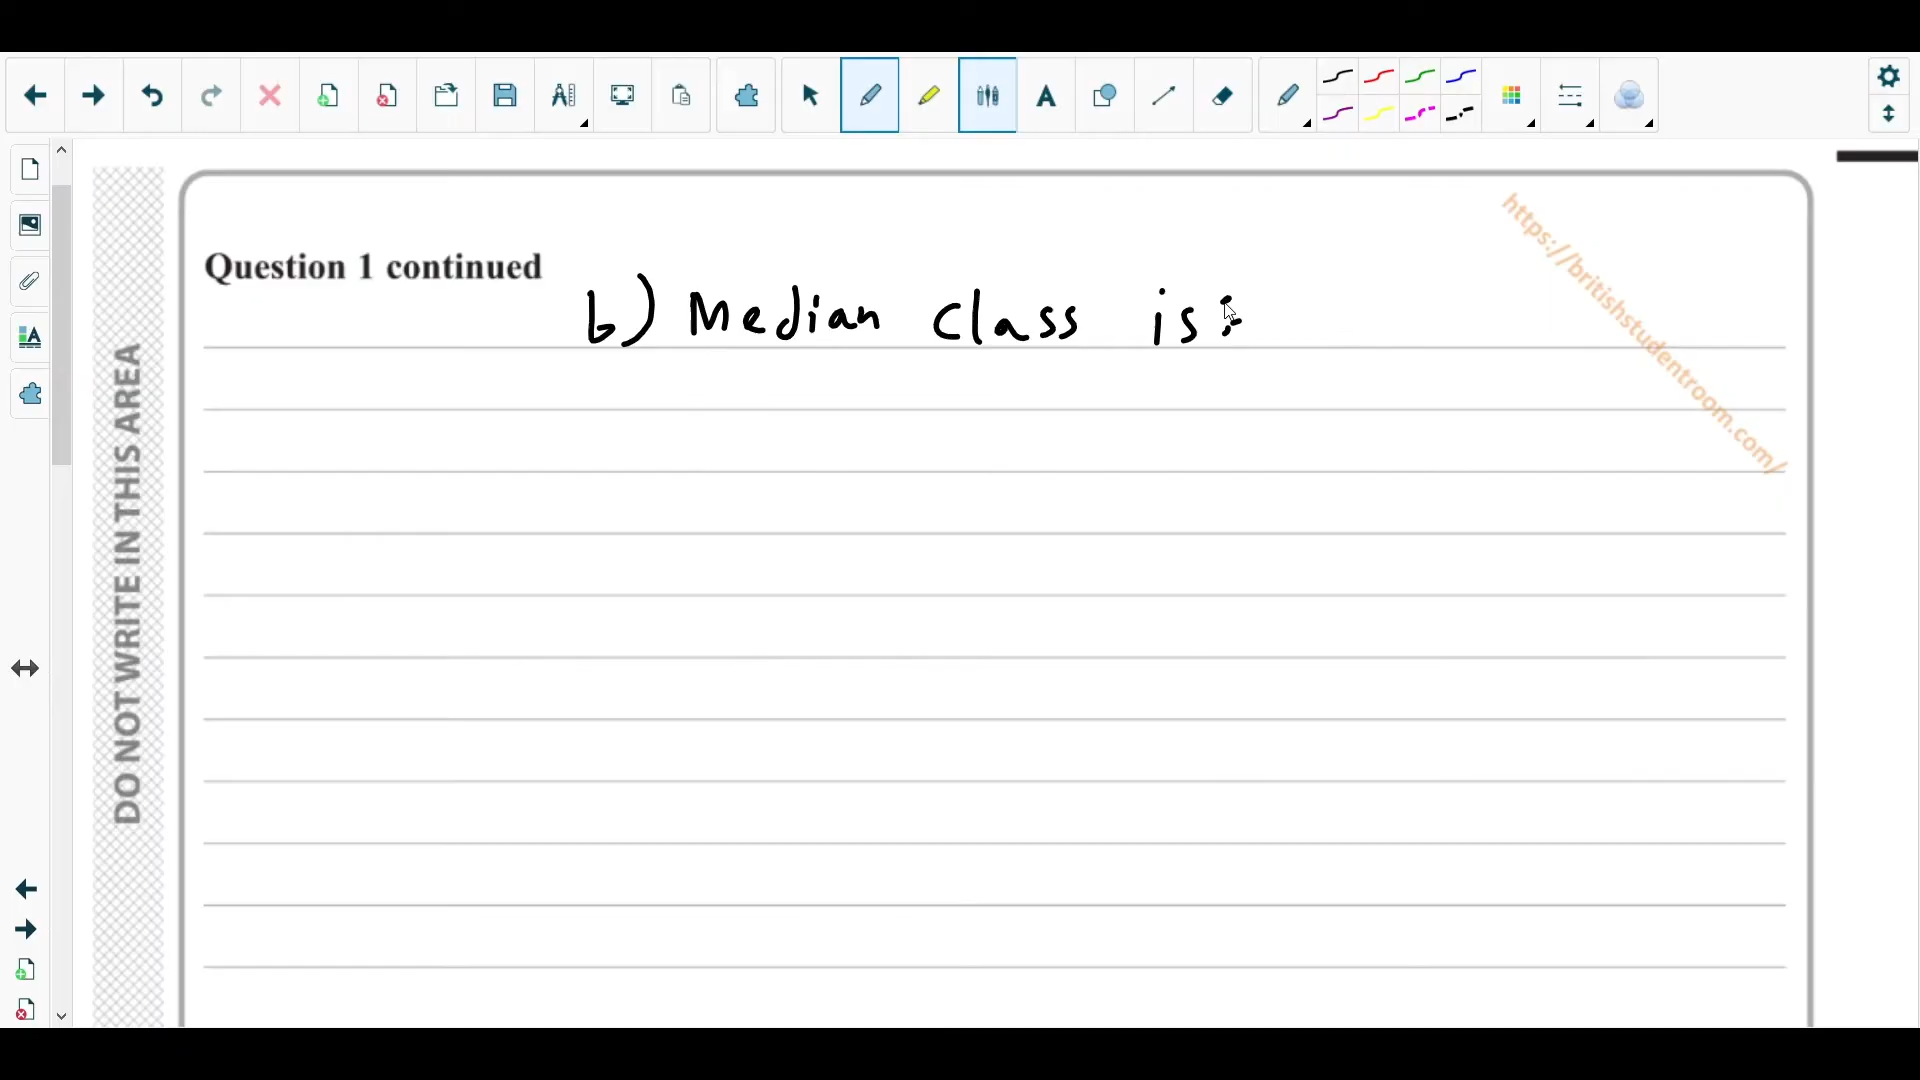 Question 1 continued
b) Median class is :
https://britishstudentroom.com/
DO NOT WRITE IN THIS AREA